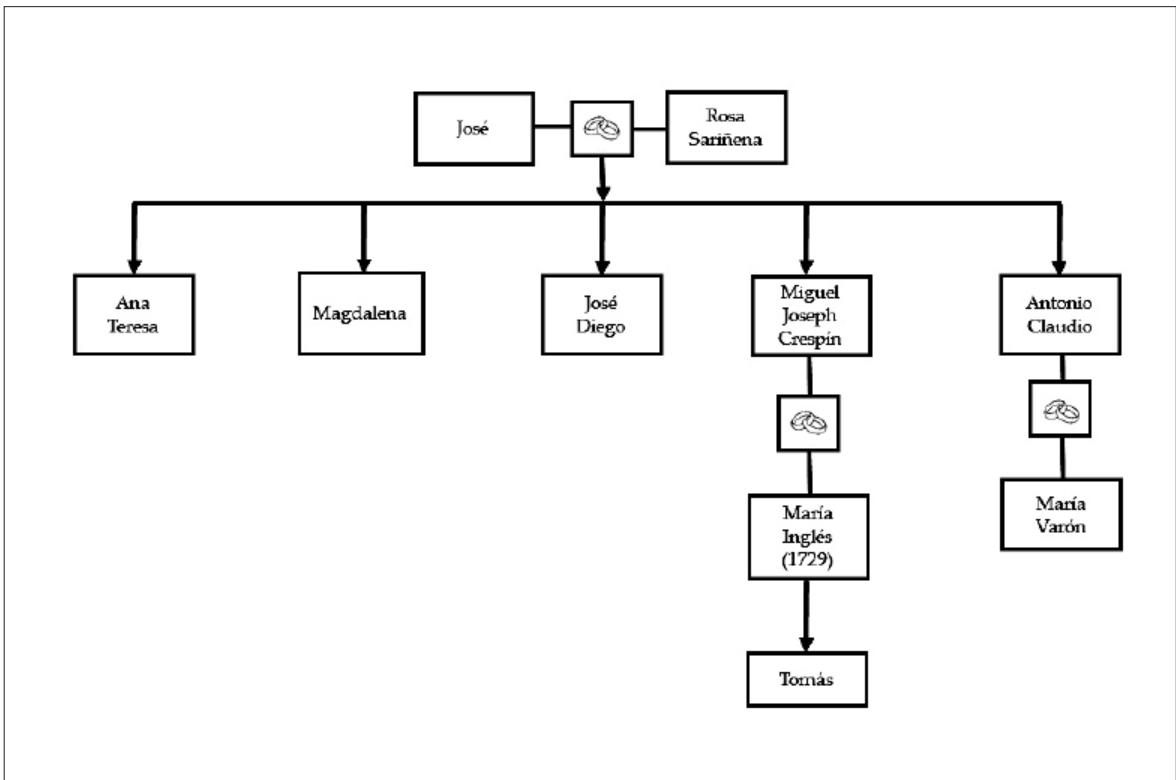 José
Rosa
Sariñena
Ana
Teresa
Magdalena
José
Diego
Miguel
Joseph
Crespín
Antonio
Claudio
María
Inglés
(1729)
María
Varón
Tomás